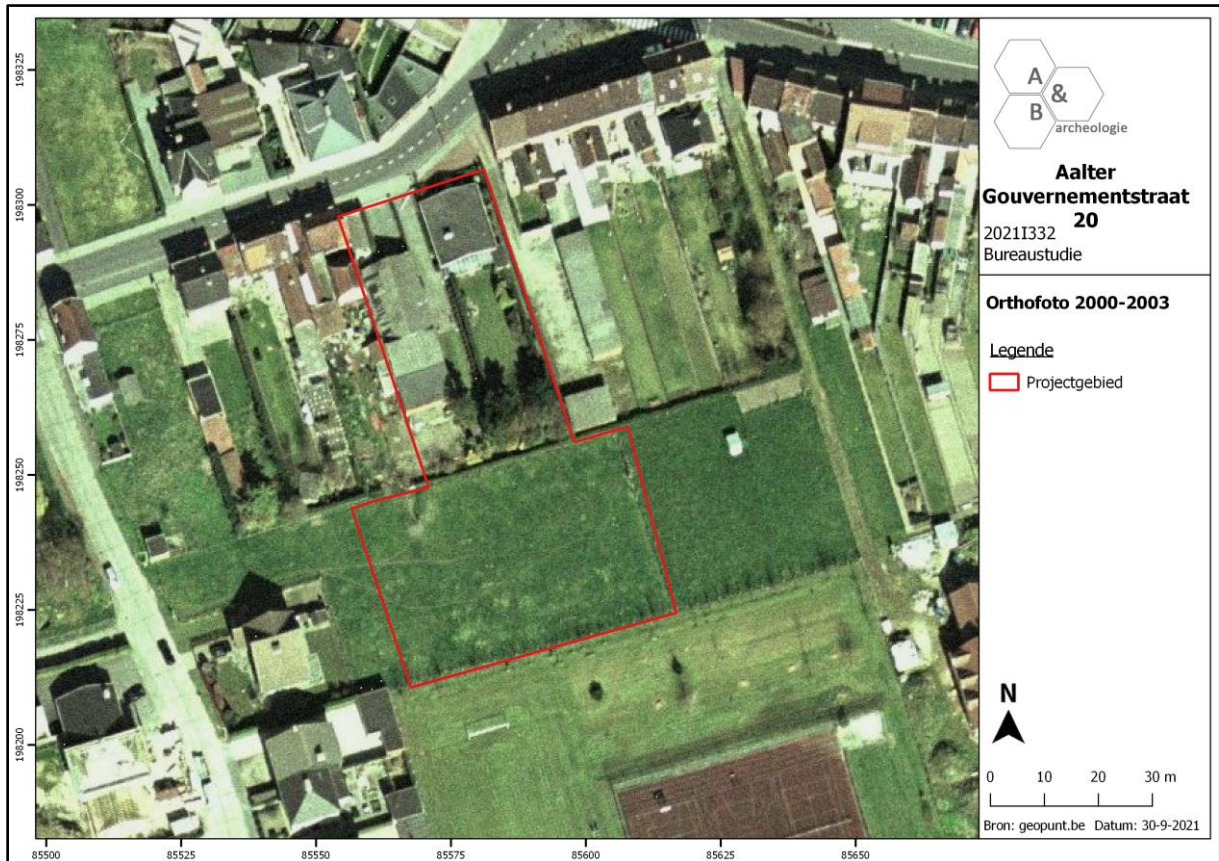 198325
198300
198275
198250
198225
198200
85500
85525
85550
85575
85600
85625
85650
A
&
B
archeologie
Aalter
Gouvernementstraat
20
2021I332
Bureaustudie
Orthofoto 2000-2003
Legende
Projectgebied
N
0 10 20 30 m
Bron: geopunt.be Datum: 30-9-2021